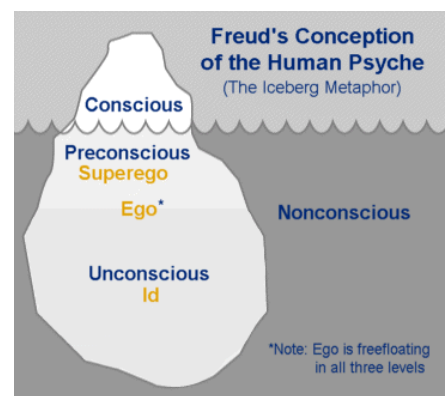 Freud's Conception
of the Human Psyche
(The Iceberg Metaphor)
Conscious
Preconscious
Superego
Ego*
Nonconscious
Unconscious
Id
*Note: Ego is freefloating
in all three levels